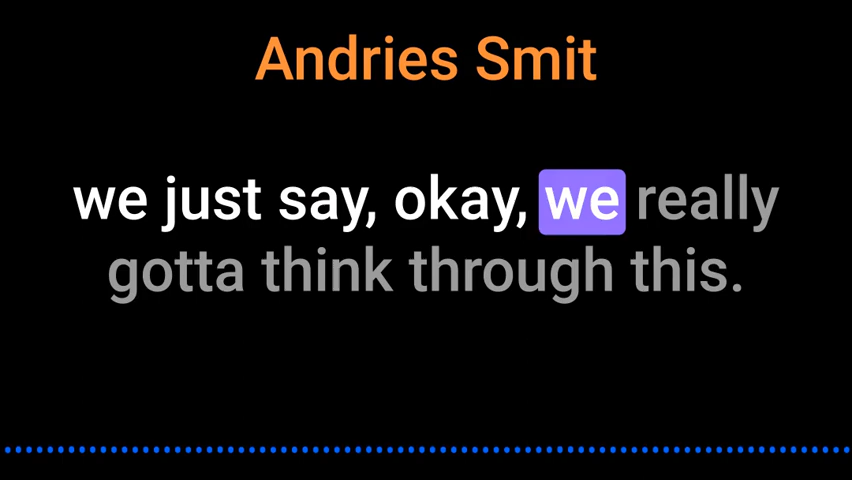 Andries Smit
we just say, okay, we really
gotta think through this.